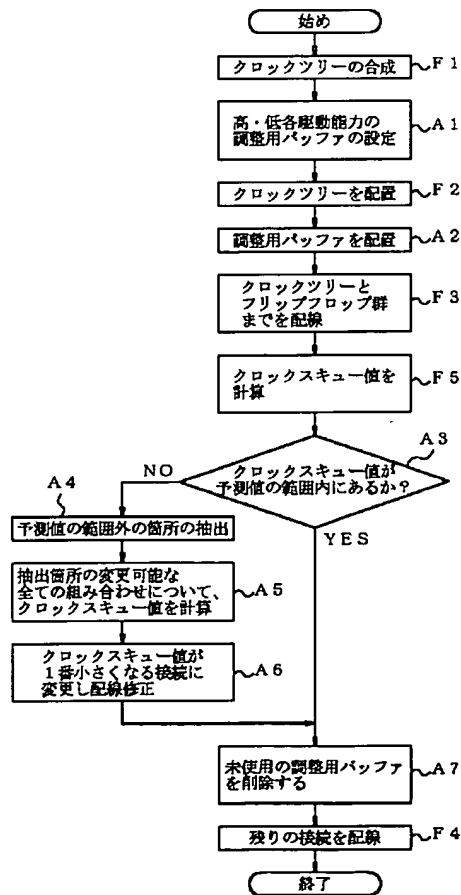 始め
クロックツリーの合成
F1
高・低各駆動能力の
調整用バッファの設定
A1
クロックツリーを配置
F2
調整用バッファを配置
A2
クロックツリーと
フリップフロップ群
までを配線
F3
クロックスキュー値を
計算
F5
A3
クロックスキュー値が
予測値の範囲内にあるか?
NO
YES
A4
予測値の範囲外の箇所の抽出
抽出箇所の変更可能な
全ての組み合わせについて、
クロックスキュー値を計算
A5
クロックスキュー値が
1番小さくなる接続に
変更し配線修正
A6
未使用の調整用バッファ
を削除する
A7
残りの接続を配線
F4
終了